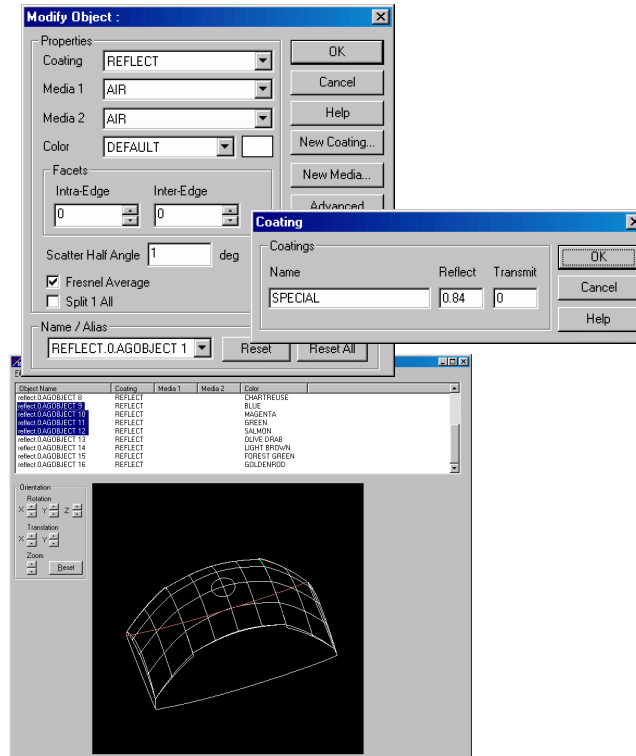 Modify Object :
Properties
Coating REFLECT
Media 1 AIR
Media 2 AIR
Color DEFAULT
Facets
Intra-Edge Inter-Edge
0 0
Scatter Half Angle 1 deg
Fresnel Average
Split 1 All
Name / Alias
REFLECT.0.AGOBJECT 1 Reset Reset All
OK
Cancel
Help
New Coating...
New Media...
Advanced
Coating
Coatings
Name Reflect Transmit
SPECIAL 0.84 0
OK
Cancel
Help
Object Name Coating Media 1 Media 2 Color
reflect.0.AGOBJECT 8 REFLECT CHARTREUSE
reflect.0.AGOBJECT 9 REFLECT BLUE
reflect.0.AGOBJECT 10 REFLECT MAGENTA
reflect.0.AGOBJECT 11 REFLECT GREEN
reflect.0.AGOBJECT 12 REFLECT SALMON
reflect.0.AGOBJECT 13 REFLECT OLIVE DRAB
reflect.0.AGOBJECT 14 REFLECT LIGHT BROWN
reflect.0.AGOBJECT 15 REFLECT FOREST GREEN
reflect.0.AGOBJECT 16 REFLECT GOLDENROD
Orientation
Rotation
X Y Z
Translation
X Y
Zoom
Reset